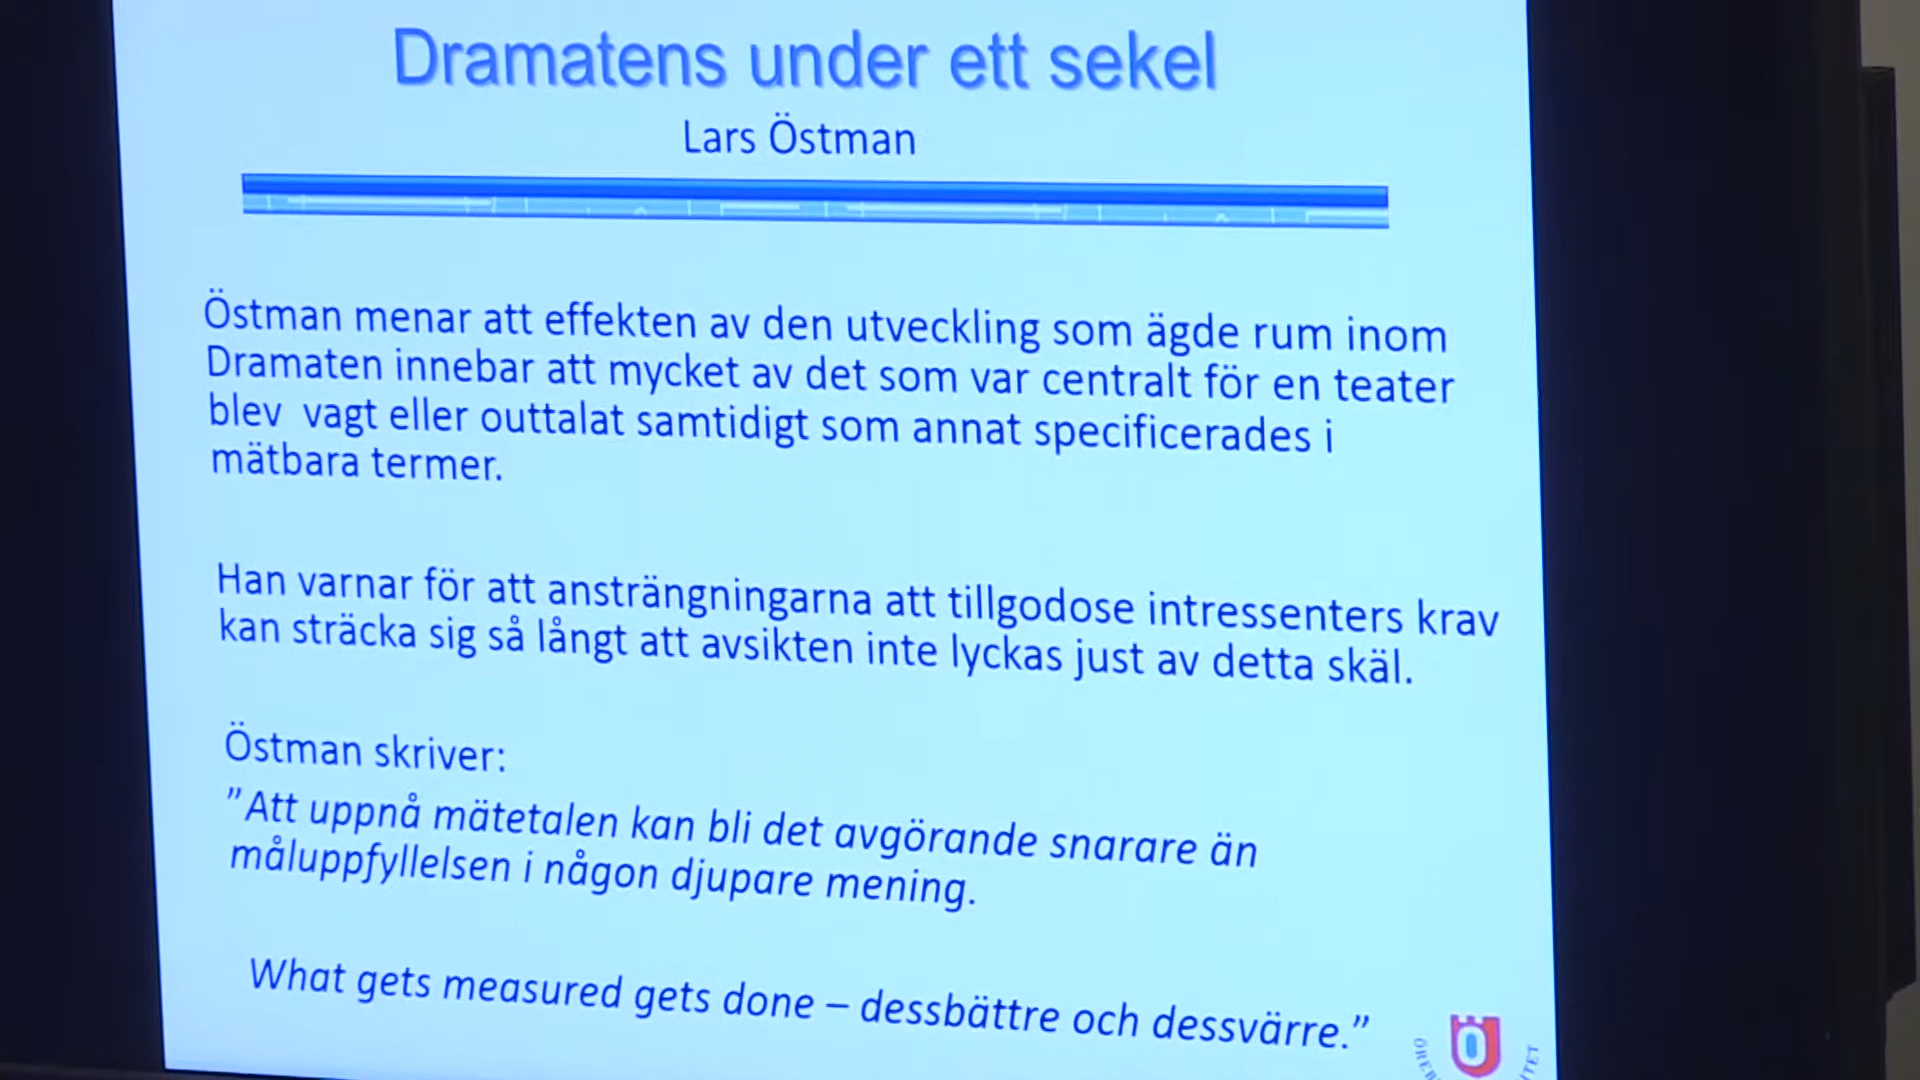 Dramatens under ett sekel
Lars Östman
Östman menar att effekten av den utveckling som ägde rum inom
Dramaten innebar att mycket av det som var centralt för en teater
blev vagt eller outtalat samtidigt som annat specificerades i
mätbara termer.
Han varnar för att ansträngningarna att tillgodose intressenters krav
kan sträcka sig så långt att avsikten inte lyckas just av detta skäl.
Östman skriver:
”Att uppnå mätetalen kan bli det avgörande snarare än
måluppfyllelsen i någon djupare mening.
What gets measured gets done – dessbättre och dessvärre.”